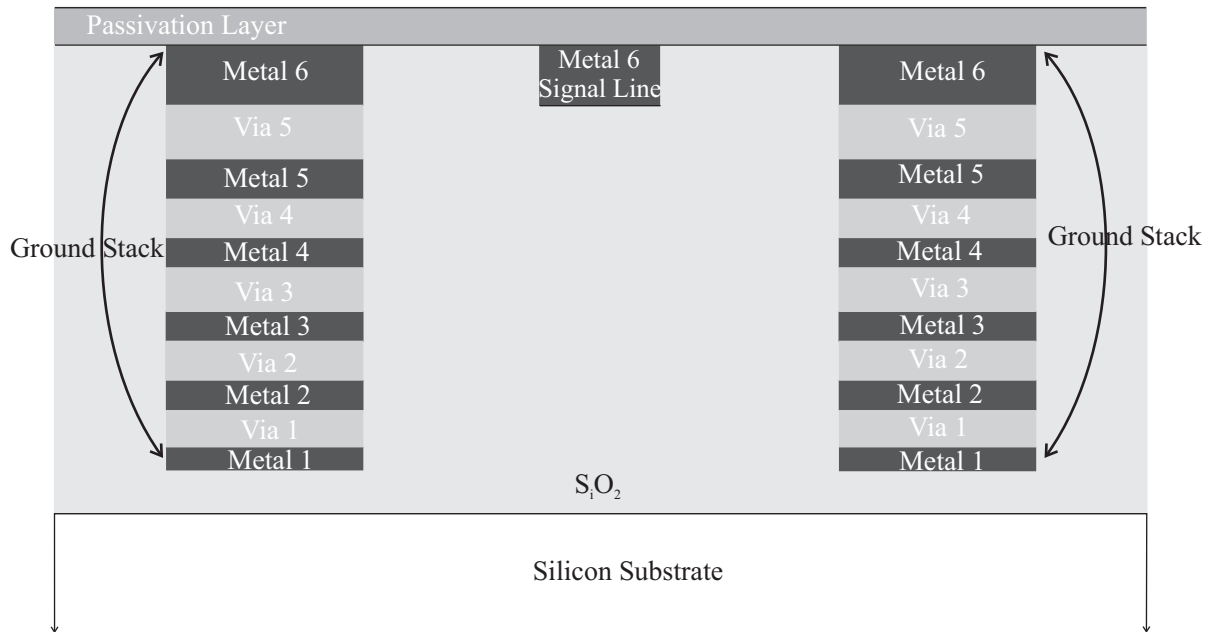 Passivation Layer
Metal 6
Metal 6
Signal Line
Metal 6
Via 5
Via 5
Metal 5
Metal 5
Via 4
Via 4
Ground Stack
Metal 4
Metal 4
Ground Stack
Via 3
Via 3
Metal 3
Metal 3
Via 2
Via 2
Metal 2
Metal 2
Via 1
Via 1
Metal 1
Metal 1
SiO2
Silicon Substrate